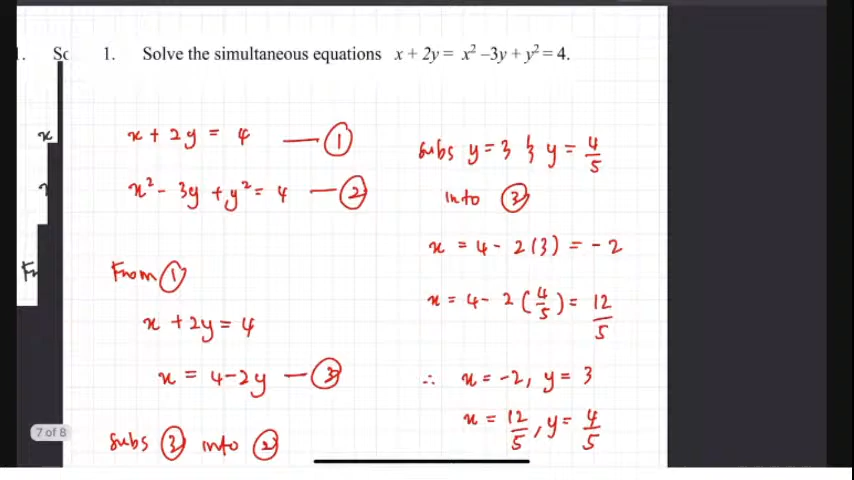 1. So
1. Solve the simultaneous equations x + 2y = x² –3y + y² = 4.
x
x + 2y = 4 — ①
x² - 3y + y² = 4 — ②
From ①
x + 2y = 4
x = 4 - 2y — ③
subs ③ into ②
subs y = 3 & y = 4/5
into ③
x = 4 - 2(3) = -2
x = 4 - 2(4/5) = 12/5
∴ x = -2, y = 3
x = 12/5, y = 4/5
7 of 8